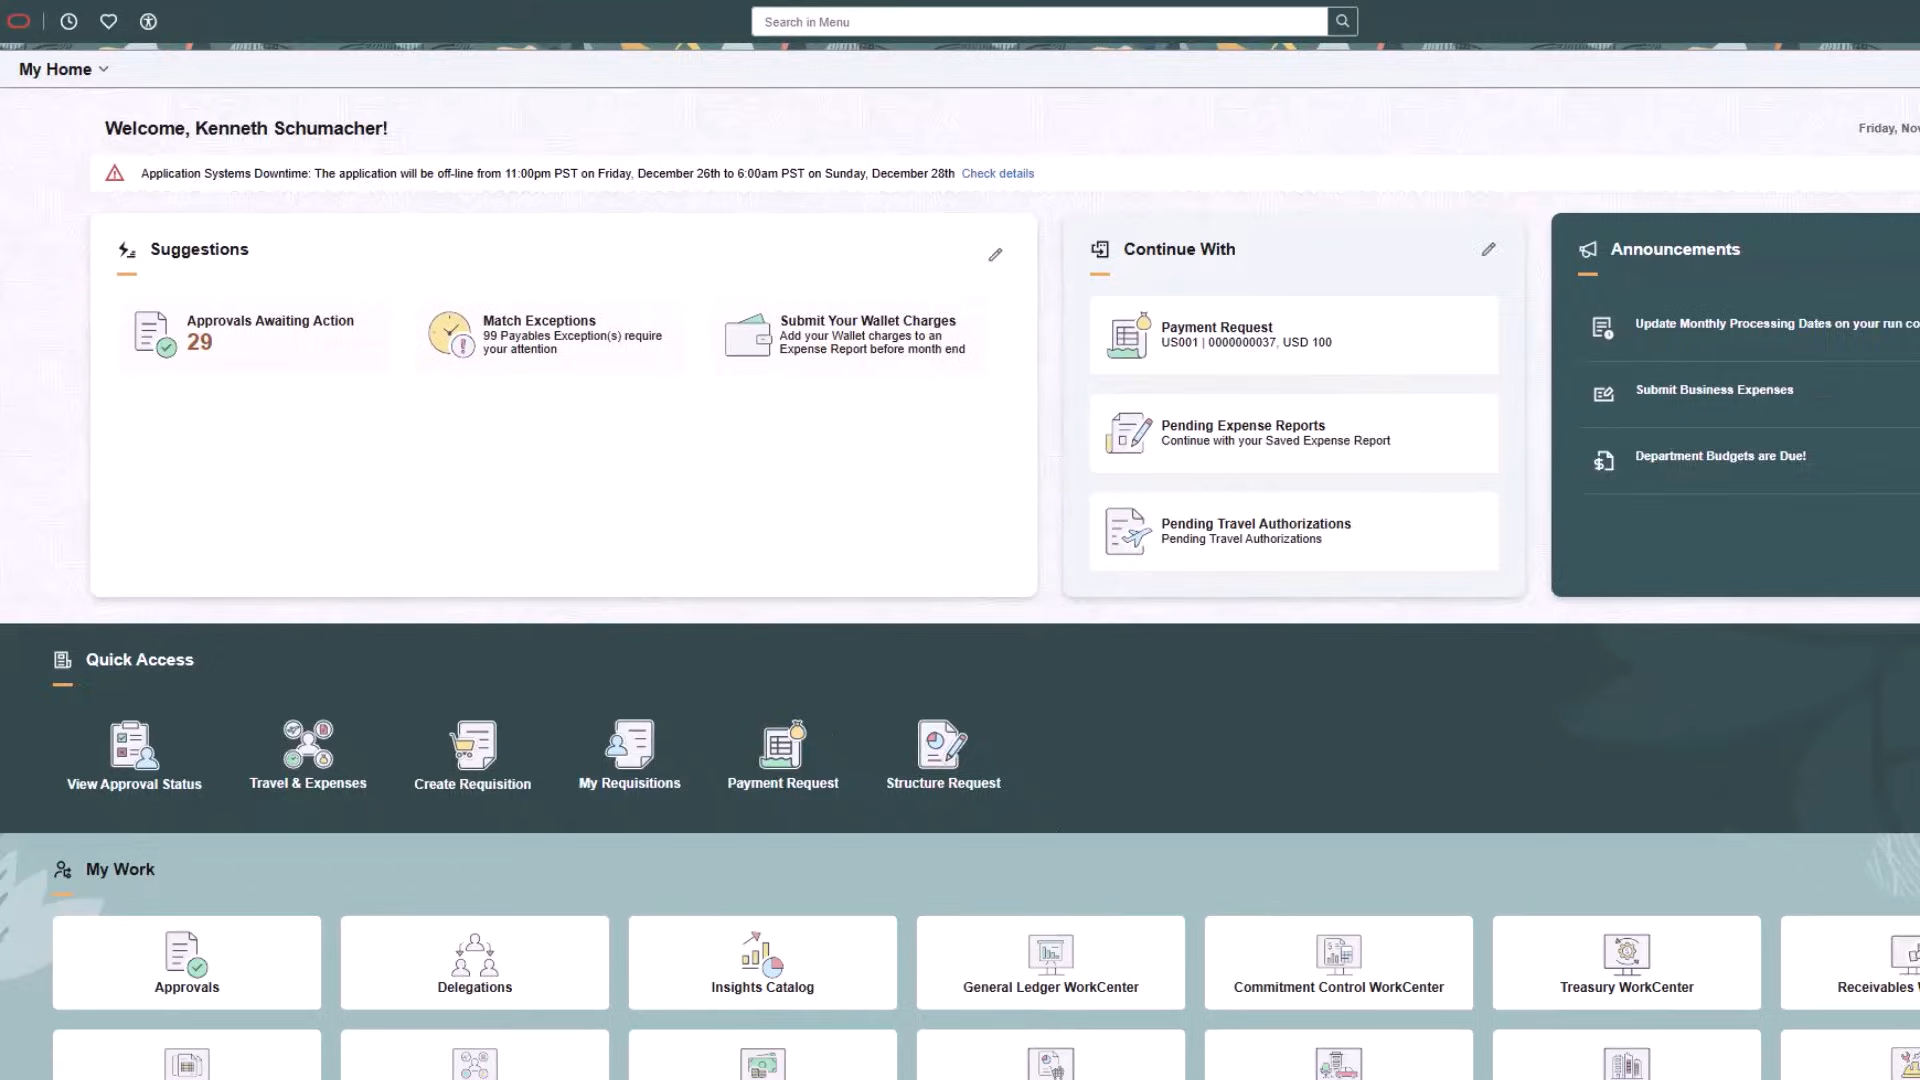 Search in Menu
My Home
Welcome, Kenneth Schumacher!
Friday, Nov
Application Systems Downtime: The application will be off-line from 11:00pm PST on Friday, December 26th to 6:00am PST on Sunday, December 28th Check details
Suggestions
Approvals Awaiting Action
29
Match Exceptions
99 Payables Exception(s) require
your attention
Submit Your Wallet Charges
Add your Wallet charges to an
Expense Report before month end
Continue With
Payment Request
US001 | 0000000037, USD 100
Pending Expense Reports
Continue with your Saved Expense Report
Pending Travel Authorizations
Pending Travel Authorizations
Announcements
Update Monthly Processing Dates on your run co
Submit Business Expenses
Department Budgets are Due!
Quick Access
View Approval Status
Travel & Expenses
Create Requisition
My Requisitions
Payment Request
Structure Request
My Work
Approvals
Delegations
Insights Catalog
General Ledger WorkCenter
Commitment Control WorkCenter
Treasury WorkCenter
Receivables